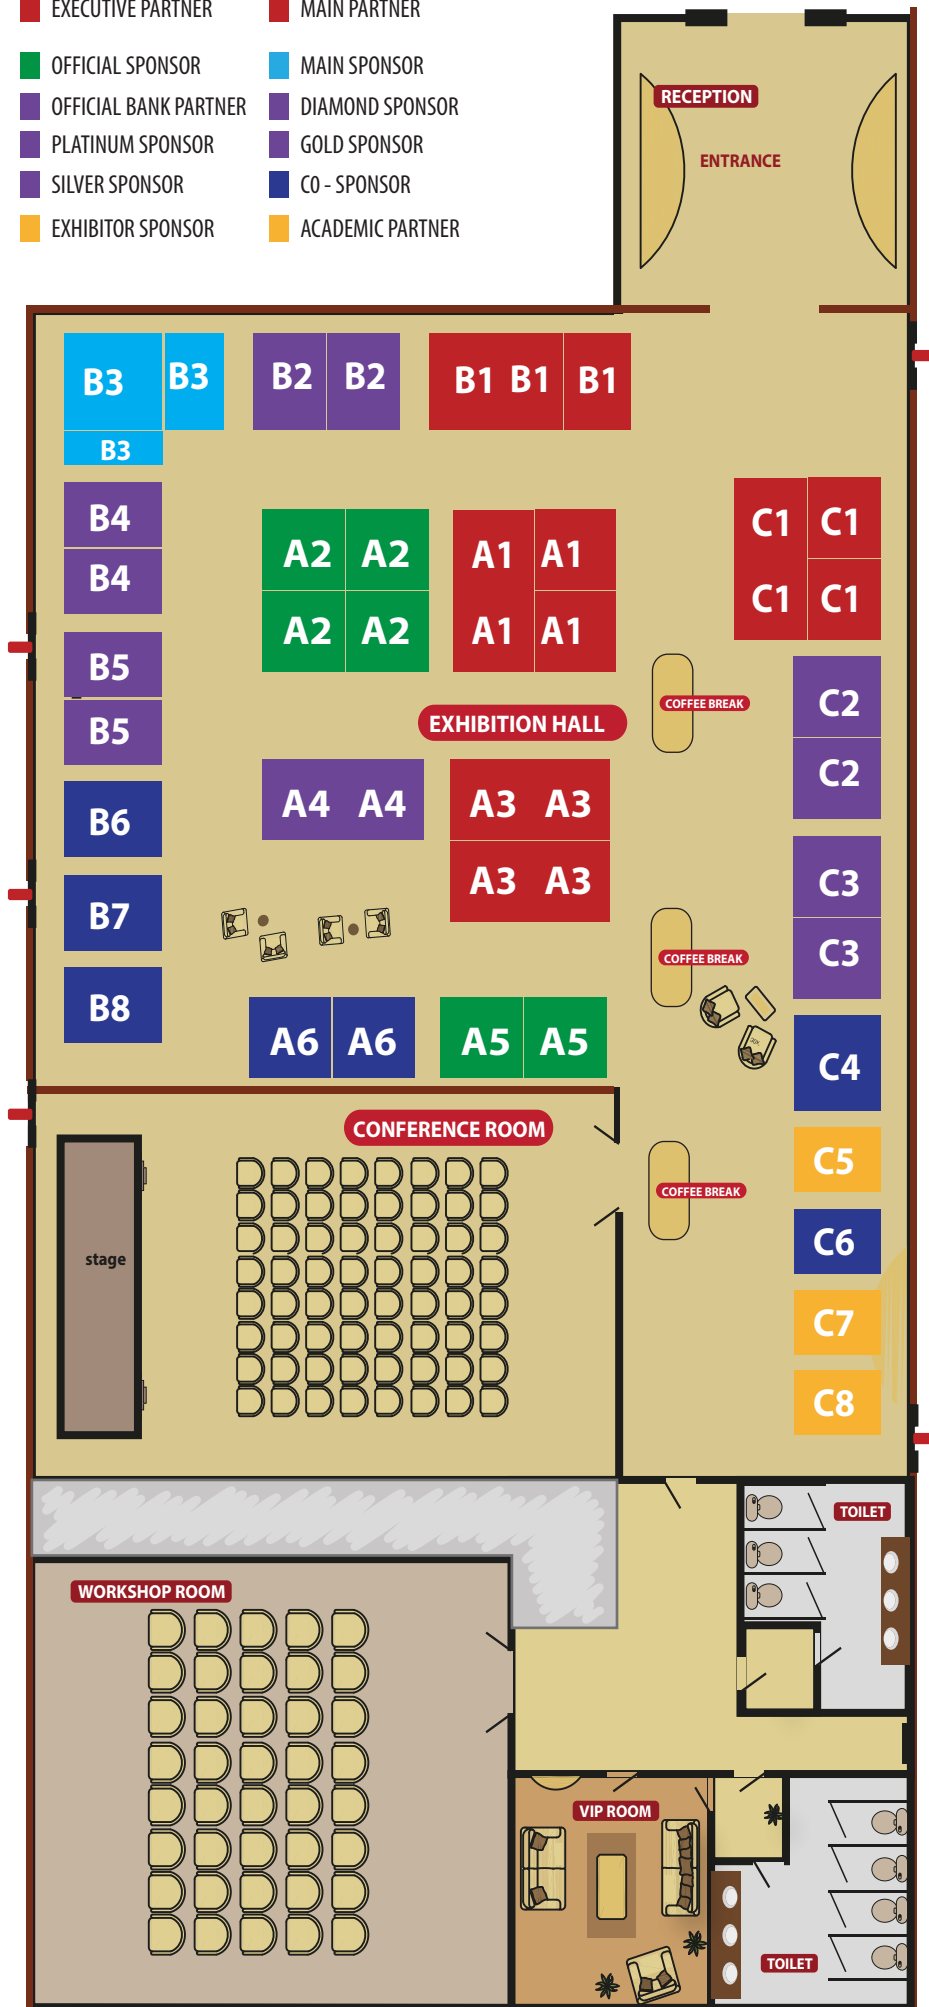 EXECUTIVE PARTNER MAIN PARTNER
OFFICIAL SPONSOR MAIN SPONSOR
OFFICIAL BANK PARTNER DIAMOND SPONSOR
PLATINUM SPONSOR GOLD SPONSOR
SILVER SPONSOR C0 - SPONSOR
EXHIBITOR SPONSOR ACADEMIC PARTNER
RECEPTION
ENTRANCE
B3 B3 B2 B2 B1 B1 B1
B3
B4
C1 C1
A2 A2 A1 A1
B4
C1 C1
A2 A2 A1 A1
B5
C2
COFFEE BREAK
EXHIBITION HALL
B5
C2
A4 A4 A3 A3
B6
A3 A3 C3
B7
C3
COFFEE BREAK
B8
A6 A6 A5 A5
C4
CONFERENCE ROOM
C5
COFFEE BREAK
C6
stage
C7
C8
TOILET
WORKSHOP ROOM
VIP ROOM
TOILET